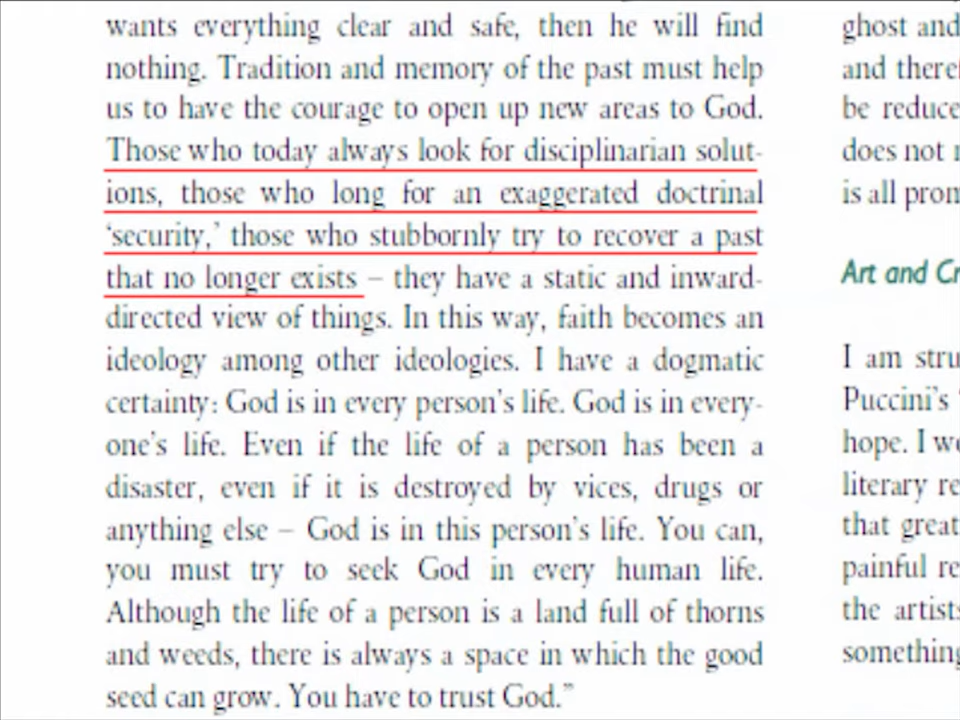 wants everything clear and safe, then he will find
nothing. Tradition and memory of the past must help
us to have the courage to open up new areas to God.
Those who today always look for disciplinarian solut-
ions, those who long for an exaggerated doctrinal
‘security,’ those who stubbornly try to recover a past
that no longer exists – they have a static and inward-
directed view of things. In this way, faith becomes an
ideology among other ideologies. I have a dogmatic
certainty: God is in every person’s life. God is in every-
one’s life. Even if the life of a person has been a
disaster, even if it is destroyed by vices, drugs or
anything else – God is in this person’s life. You can,
you must try to seek God in every human life.
Although the life of a person is a land full of thorns
and weeds, there is always a space in which the good
seed can grow. You have to trust God.”
ghost and
and there
be reduce
does not
is all pro
Art and Cr
I am stru
Puccini’s
hope. I we
literary re
that great
painful re
the artists
something